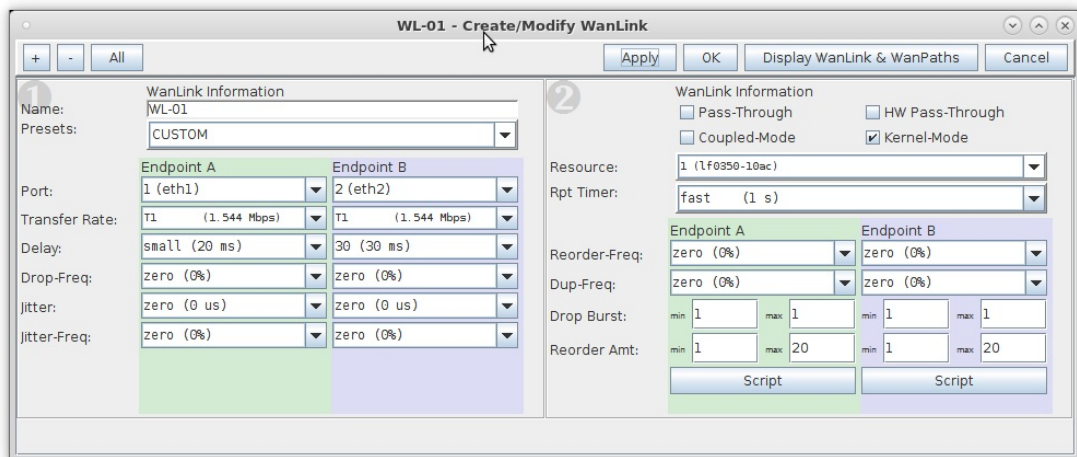 WL-01 - Create/Modify WanLink
+ - All Apply OK Display WanLink & WanPaths Cancel
1
WanLink Information
Name: WL-01
Presets: CUSTOM
Endpoint A Endpoint B
Port: 1 (eth1) 2 (eth2)
Transfer Rate: T1 (1.544 Mbps) T1 (1.544 Mbps)
Delay: small (20 ms) 30 (30 ms)
Drop-Freq: zero (0%) zero (0%)
Jitter: zero (0 us) zero (0 us)
Jitter-Freq: zero (0%) zero (0%)
2
WanLink Information
Pass-Through HW Pass-Through
Coupled-Mode Kernel-Mode
Resource: 1 (lf0350-10ac)
Rpt Timer: fast (1 s)
Endpoint A Endpoint B
Reorder-Freq: zero (0%) zero (0%)
Dup-Freq: zero (0%) zero (0%)
Drop Burst: min 1 max 1 min 1 max 1
Reorder Amt: min 1 max 20 min 1 max 20
Script Script